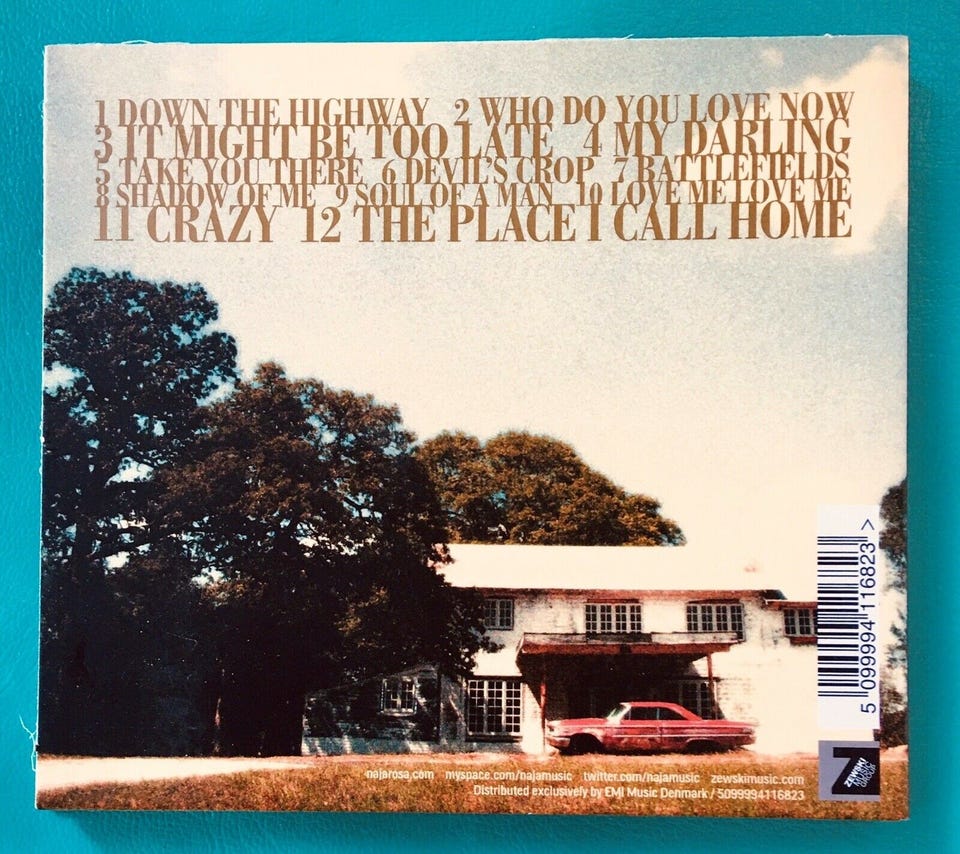 1 DOWN THE HIGHWAY 2 WHO DO YOU LOVE NOW
3 IT MIGHT BE TOO LATE 4 MY DARLING
5 TAKE YOU THERE 6 DEVIL'S CROP 7 BATTLEFIELDS
8 SHADOW OF ME 9 SOUL OF A MAN 10 LOVE ME LOVE ME
11 CRAZY 12 THE PLACE I CALL HOME
5 099994 116823 >
Z
ZEWSKI
MUSIC
GROUP
najarosa.com myspace.com/najamusic twitter.com/najamusic zewskimusic.com
Distributed exclusively by EMI Music Denmark / 5099994116823